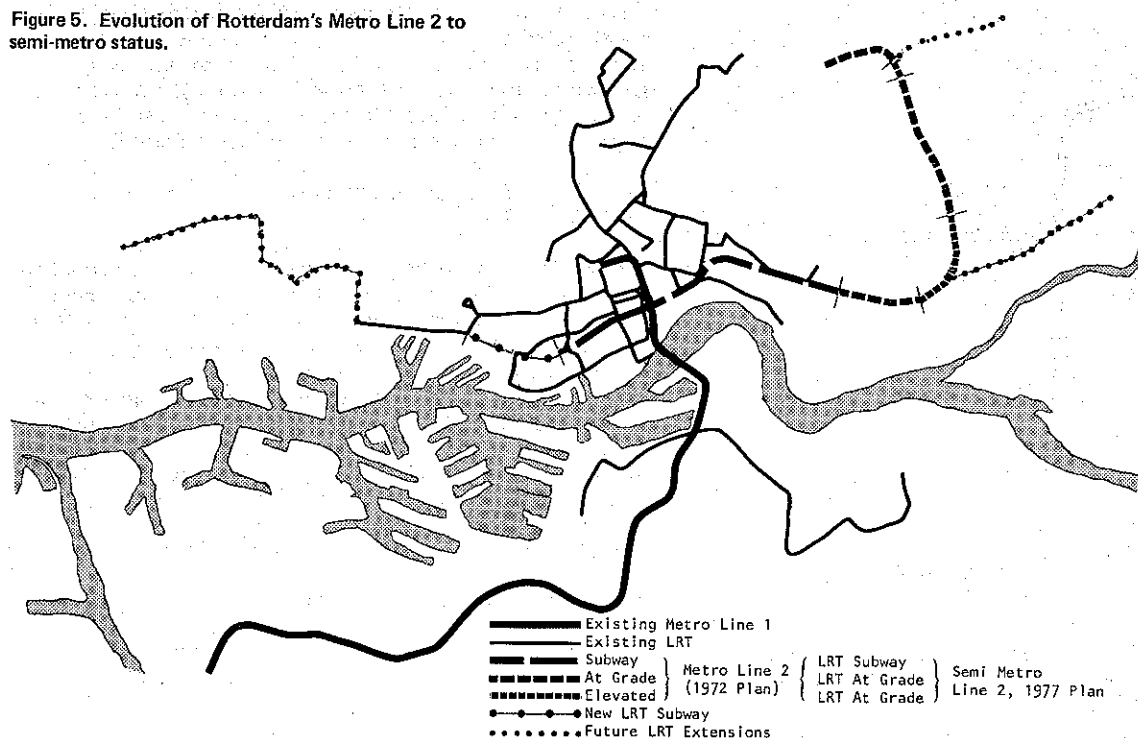 Figure 5. Evolution of Rotterdam's Metro Line 2 to
semi-metro status.
Existing Metro Line 1
Existing LRT
Subway
At Grade
Elevated
Metro Line 2
(1972 Plan)
LRT Subway
LRT At Grade
LRT At Grade
Semi Metro
Line 2, 1977 Plan
New LRT Subway
Future LRT Extensions